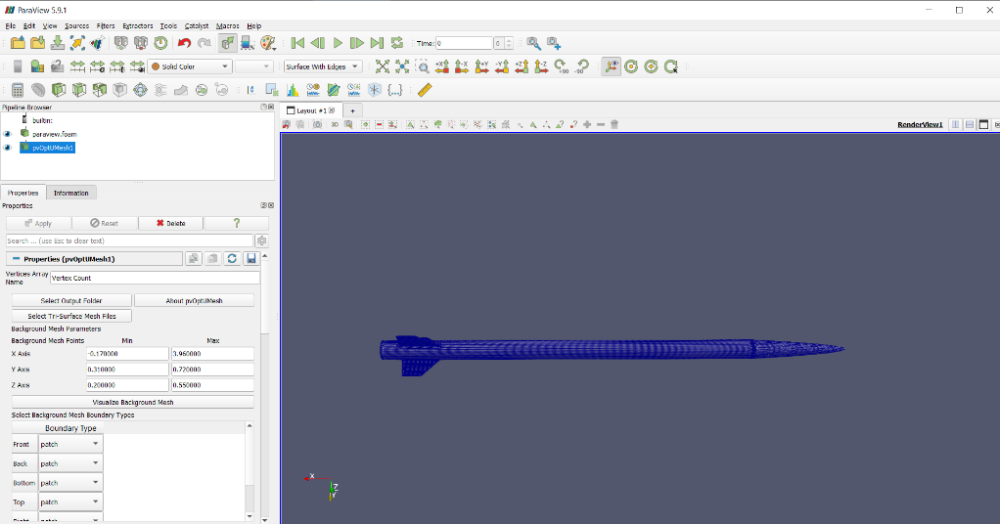 ParaView 5.9.1
File Edit View Sources Filters Extractors Tools Catalyst Macros Help
Time: 0 0
Solid Color Surface With Edges +X -X +Y -Y +Z -Z +90 -90
Pipeline Browser
builtin:
paraview.foam
pvOptUMesh1
Properties Information
Properties
Apply Reset Delete ?
Search ... (use Esc to clear text)
Properties (pvOptUMesh1)
Vertices Array Name Vertex Count
Select Output Folder About pvOptUMesh
Select Tri-Surface Mesh Files
Background Mesh Parameters
Background Mesh Points Min Max
X Axis -0.170000 3.960000
Y Axis 0.310000 0.720000
Z Axis 0.200000 0.550000
Visualize Background Mesh
Select Background Mesh Boundary Types
Boundary Type
Front patch
Back patch
Bottom patch
Top patch
Right patch
Layout #1 +
3D RenderView1
X
Z
Y